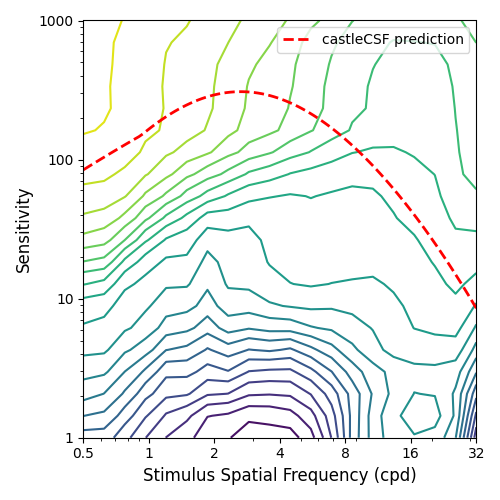 1000
castleCSF prediction
100
Sensitivity
10
1
0.5 1 2 4 8 16 32
Stimulus Spatial Frequency (cpd)